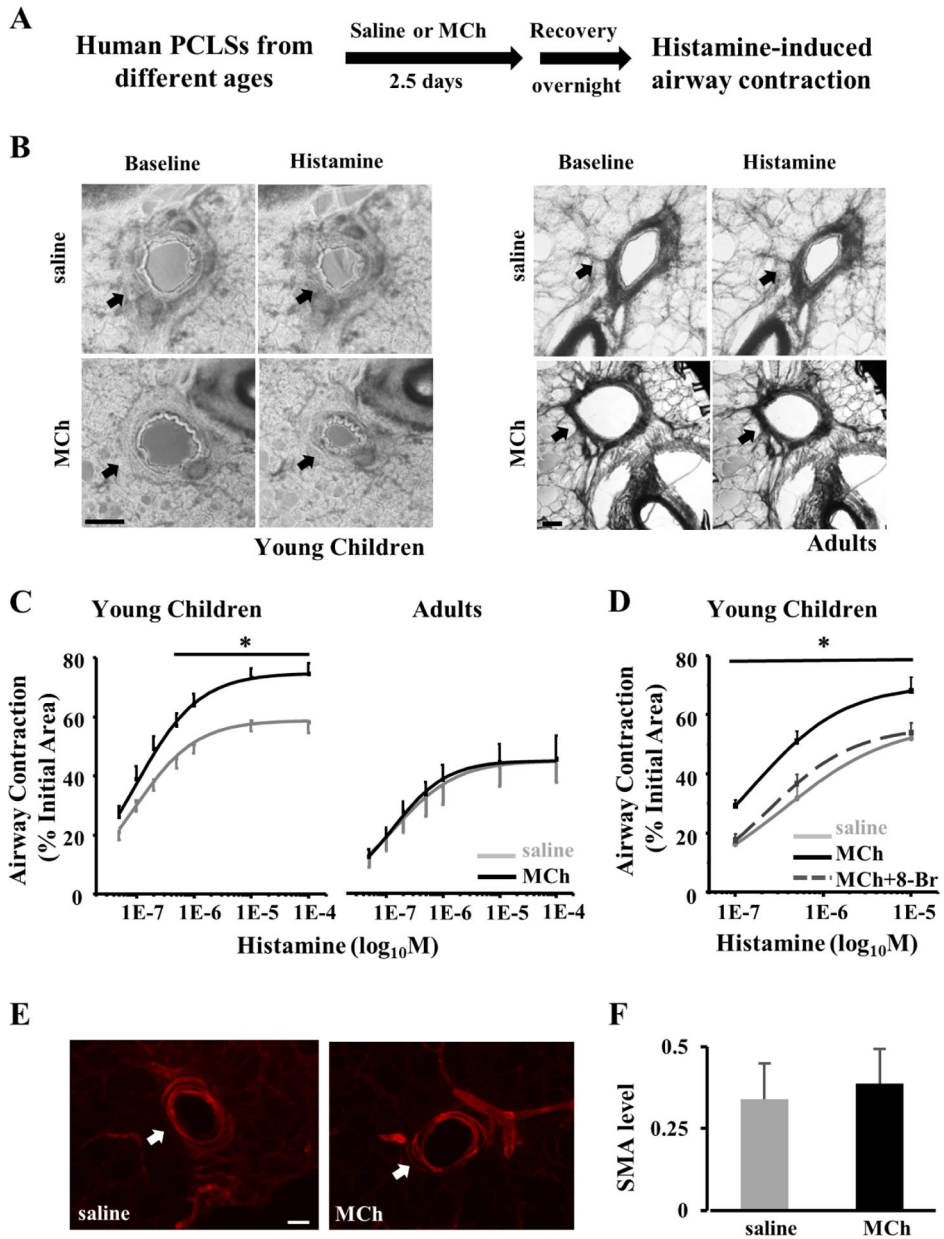 A
Human PCLSs from
different ages
Saline or MCh
2.5 days
Recovery
overnight
Histamine-induced
airway contraction
B
Baseline
Histamine
Baseline
Histamine
saline
MCh
saline
MCh
Young Children
Adults
C
Young Children
Adults
*
Airway Contraction
(% Initial Area)
80
60
40
20
0
1E-7
1E-6
1E-5
1E-4
1E-7
1E-6
1E-5
1E-4
saline
MCh
Histamine (log₁₀M)
D
Young Children
*
Airway Contraction
(% Initial Area)
80
60
40
20
0
saline
MCh
MCh+8-Br
1E-7
1E-6
1E-5
Histamine (log₁₀M)
E
saline
MCh
F
SMA level
0.5
0.25
0
saline
MCh